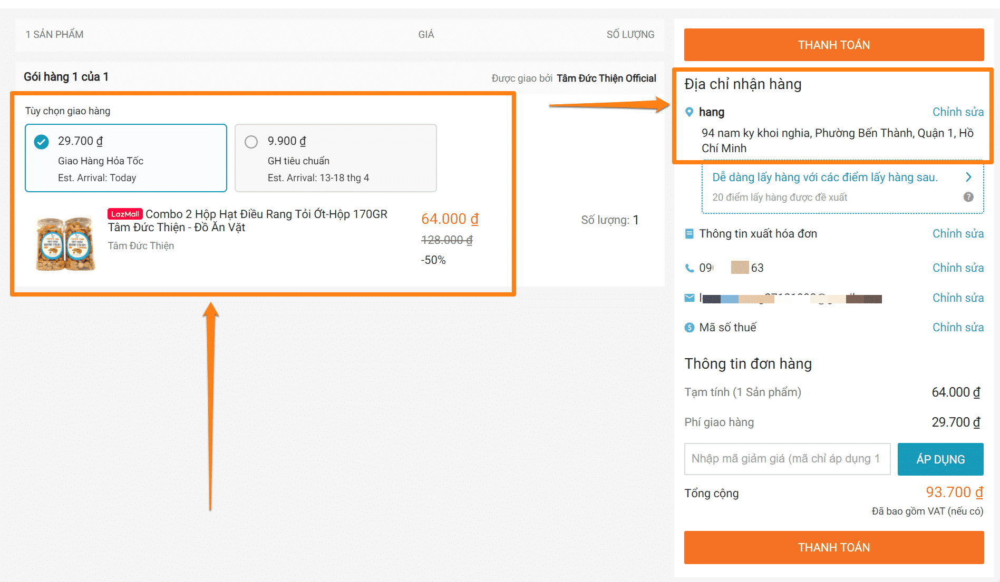 1 SẢN PHẨM GIÁ SỐ LƯỢNG
Gói hàng 1 của 1 Được giao bởi Tâm Đức Thiện Official
Tùy chọn giao hàng
29.700 ₫
Giao Hàng Hỏa Tốc
Est. Arrival: Today
9.900 ₫
GH tiêu chuẩn
Est. Arrival: 13-18 thg 4
LazMall Combo 2 Hộp Hạt Điều Rang Tỏi Ớt-Hộp 170GR
Tâm Đức Thiện - Đồ Ăn Vặt
Tâm Đức Thiện
64.000 ₫
128.000 ₫
-50%
Số lượng: 1
THANH TOÁN
Địa chỉ nhận hàng
hang Chỉnh sửa
94 nam ky khoi nghia, Phường Bến Thành, Quận 1, Hồ
Chí Minh
Dễ dàng lấy hàng với các điểm lấy hàng sau.
20 điểm lấy hàng được đề xuất
Thông tin xuất hóa đơn Chỉnh sửa
63 Chỉnh sửa
Chỉnh sửa
Mã số thuế Chỉnh sửa
Thông tin đơn hàng
Tạm tính (1 Sản phẩm) 64.000 ₫
Phí giao hàng 29.700 ₫
Nhập mã giảm giá (mã chỉ áp dụng 1 ÁP DỤNG
Tổng cộng 93.700 ₫
Đã bao gồm VAT (nếu có)
THANH TOÁN